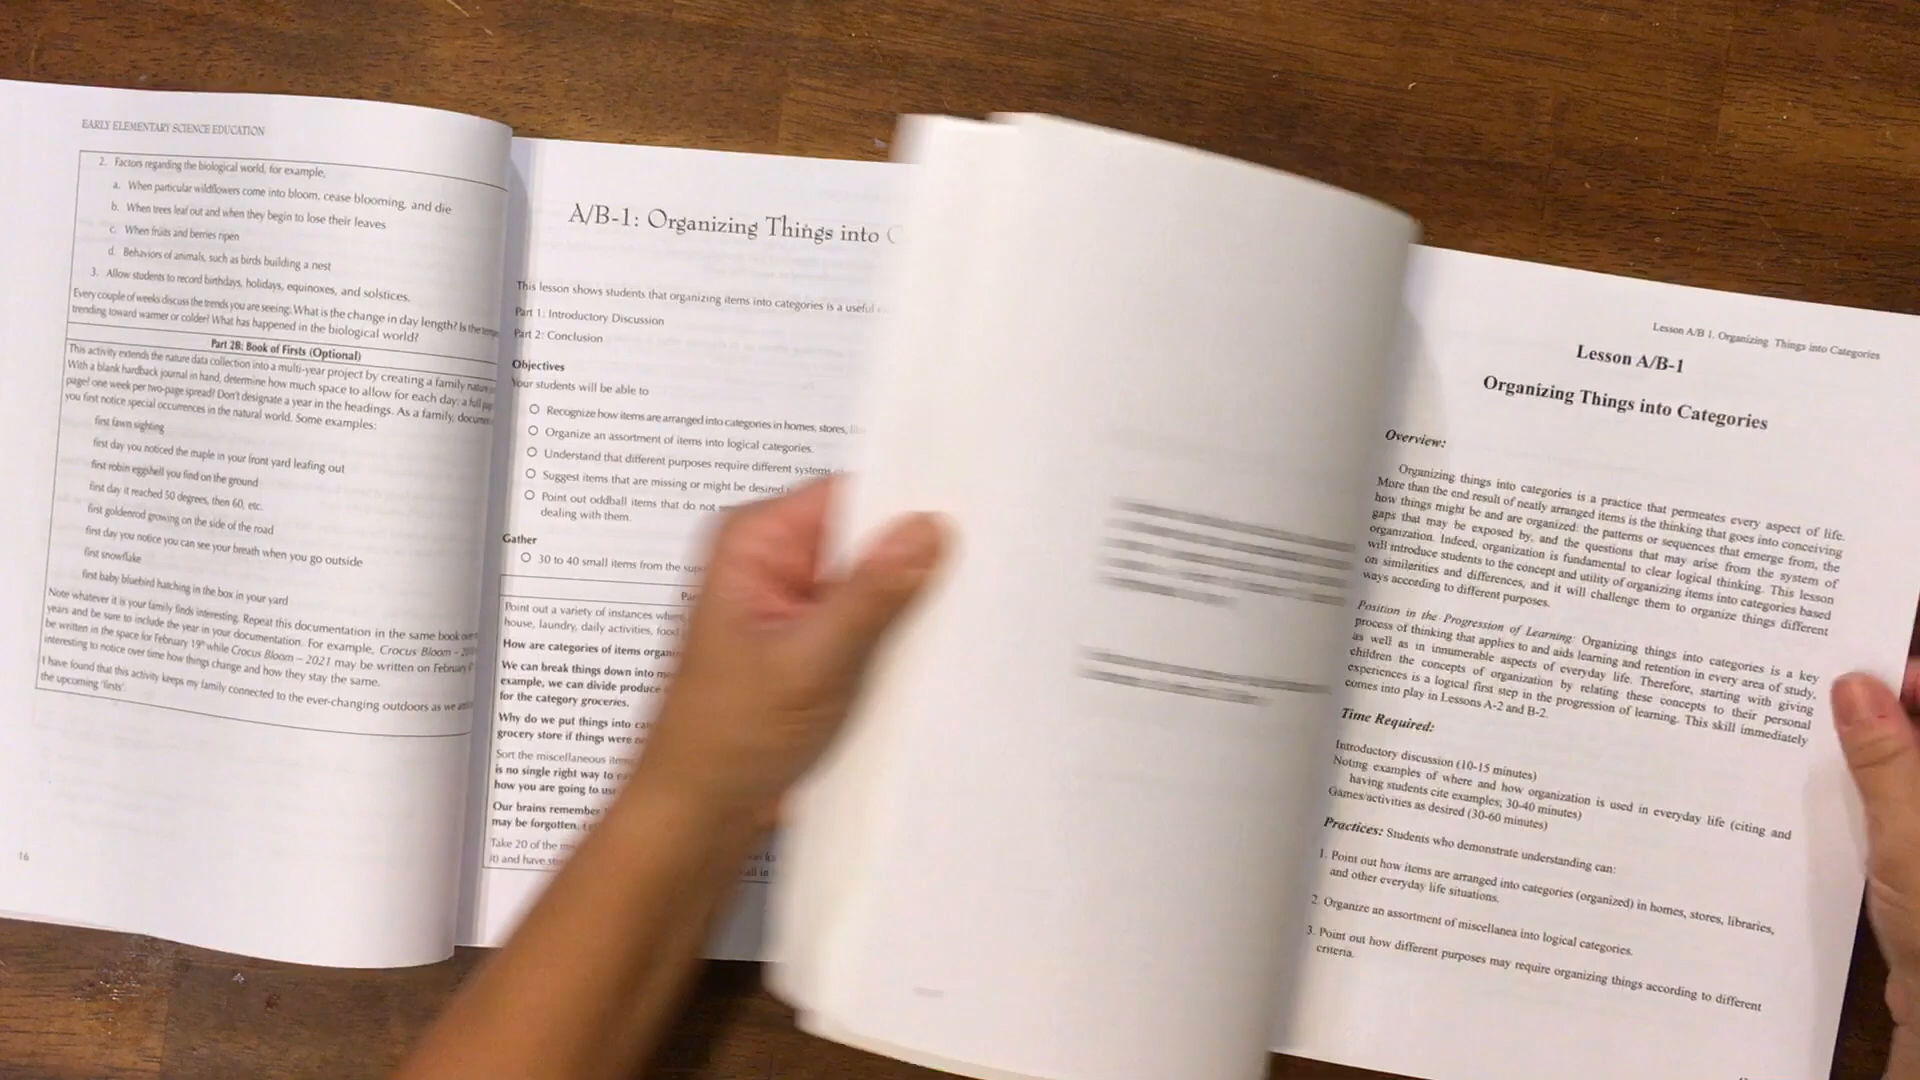 EARLY ELEMENTARY SCIENCE EDUCATION
2. Factors regarding the biological world, for example,
a. When particular wildflowers come into bloom, cease blooming, and die
b. When trees leaf out and when they begin to lose their leaves
c. When fruits and berries ripen
d. Behaviors of animals, such as birds building a nest
3. Allow students to record birthdays, holidays, equinoxes, and solstices.
Every couple of weeks discuss the trends you are seeing: What is the change in day length? Is the
trending toward warmer or colder? What has happened in the biological world?
Part 2B: Book of Firsts (Optional)
This activity extends the nature data collection into a multi-year project by creating a family nature
With a blank hardback journal in hand, determine how much space to allow for each day: a full
page? one week per two-page spread? Don't designate a year in the headings. As a family,
you first notice special occurrences in the natural world. Some examples:
first fawn sighting
first day you noticed the maple in your front yard leafing out
first robin eggshell you find on the ground
first day it reached 50 degrees, then 60, etc.
first goldenrod growing on the side of the road
first day you notice you can see your breath when you go outside
first snowflake
first baby bluebird hatching in the box in your yard
Note whatever it is your family finds interesting. Repeat this documentation in the same book
years and be sure to include the year in your documentation. For example, Crocus Bloom –
be written in the space for February 19th while Crocus Bloom – 2021 may be written on February
interesting to notice over time how things change and how they stay the same.
I have found that this activity keeps my family connected to the ever-changing outdoors as we
the upcoming 'firsts'.
16
A/B-1: Organizing Things into C
This lesson shows students that organizing items into categories is a useful
Part 1: Introductory Discussion
Part 2: Conclusion
Objectives
Your students will be able to
Recognize how items are arranged into categories in homes, stores,
Organize an assortment of items into logical categories.
Understand that different purposes require different systems
Suggest items that are missing or might be desired
Point out oddball items that do not
dealing with them.
Gather
30 to 40 small items from the
Point out a variety of instances
house, laundry, daily activities, food
How are categories of items
We can break things down into
example, we can divide produce
for the category groceries.
Why do we put things into
grocery store if things were
Sort the miscellaneous
is no single right way to
how you are going to
Our brains remember
may be forgotten.
Take 20 of the
it) and have
Lesson A/B 1. Organizing Things into Categories
Lesson A/B-1
Organizing Things into Categories
Overview:
Organizing things into categories is a practice that permeates every aspect of life.
More than the end result of neatly arranged items is the thinking that goes into conceiving
how things might be and are organized: the patterns or sequences that emerge from, the
gaps that may be exposed by, and the questions that may arise from the system of
organization. Indeed, organization is fundamental to clear logical thinking. This lesson
will introduce students to the concept and utility of organizing items into categories based
on similarities and differences, and it will challenge them to organize things different
ways according to different purposes.
Position in the Progression of Learning: Organizing things into categories is a key
process of thinking that applies to and aids learning and retention in every area of study,
as well as in innumerable aspects of everyday life. Therefore, starting with giving
children the concepts of organization by relating these concepts to their personal
experiences is a logical first step in the progression of learning. This skill immediately
comes into play in Lessons A-2 and B-2.
Time Required:
Introductory discussion (10-15 minutes)
Noting examples of where and how organization is used in everyday life (citing and
having students cite examples; 30-40 minutes)
Games/activities as desired (30-60 minutes)
Practices: Students who demonstrate understanding can:
1. Point out how items are arranged into categories (organized) in homes, stores, libraries,
and other everyday life situations.
2. Organize an assortment of miscellanea into logical categories.
3. Point out how different purposes may require organizing things according to different
criteria.